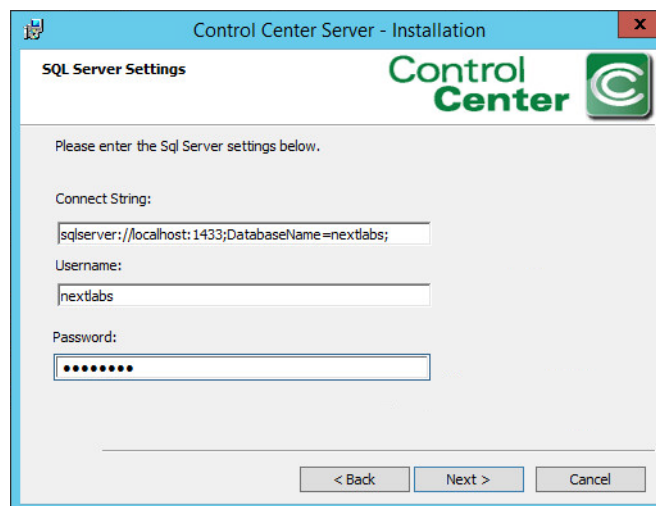 Control Center Server - Installation
x
SQL Server Settings
Control
Center
Please enter the Sql Server settings below.
Connect String:
sqlserver://localhost:1433;DatabaseName=nextlabs;
Username:
nextlabs
Password:
●●●●●●●●
< Back Next > Cancel